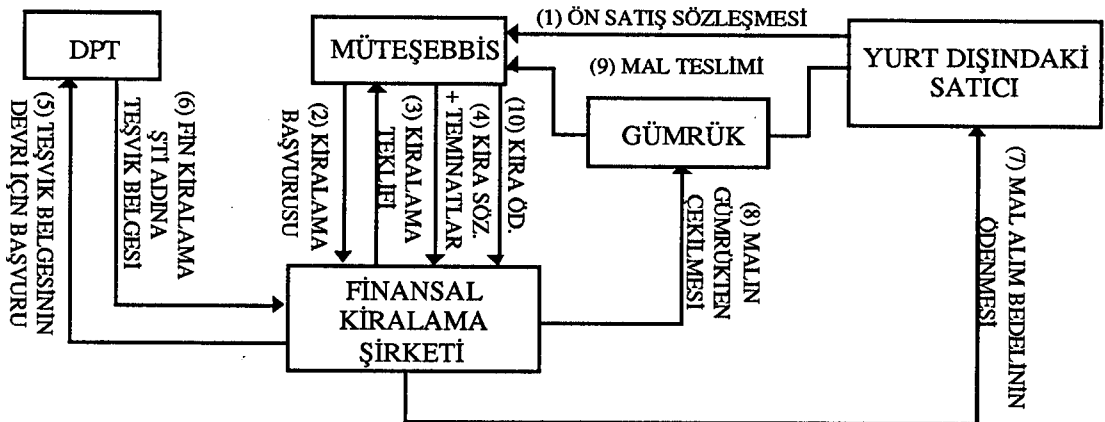 (1) ÖN SATIŞ SÖZLEŞMESİ
DPT
MÜTEŞEBBİS
YURT DIŞINDAKİ
SATICI
(9) MAL TESLİMİ
GÜMRÜK
(5) TEŞVİK BELGESİNİN
DEVRİ İÇİN BAŞVURU
(6) FİN KİRALAMA
ŞTİ ADINA
TEŞVİK BELGESİ
(2) KİRALAMA
BAŞVURUSU
(3) KİRALAMA
TEKLİFİ
(4) KİRA SÖZ.
+ TEMİNATLAR
(10) KİRA ÖD.
(8) MALIN
GÜMRÜKTEN
ÇEKİLMESİ
(7) MAL ALIM BEDELİNİN
ÖDENMESİ
FİNANSAL
KİRALAMA
ŞİRKETİ